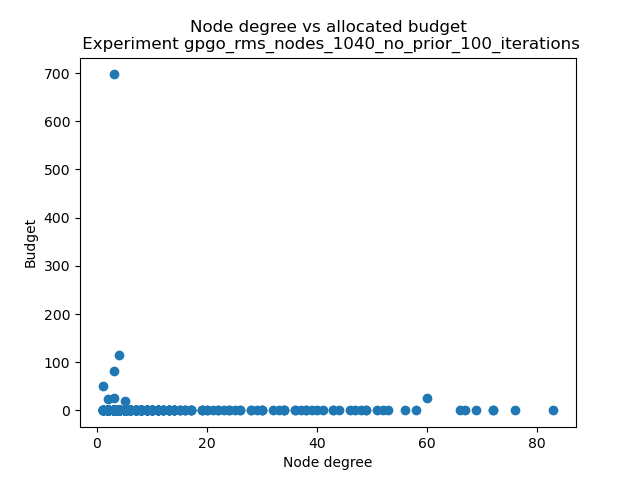 Node degree vs allocated budget
Experiment gpgo_rms_nodes_1040_no_prior_100_iterations
700
600
500
400
300
200
100
0
Budget
0 20 40 60 80
Node degree